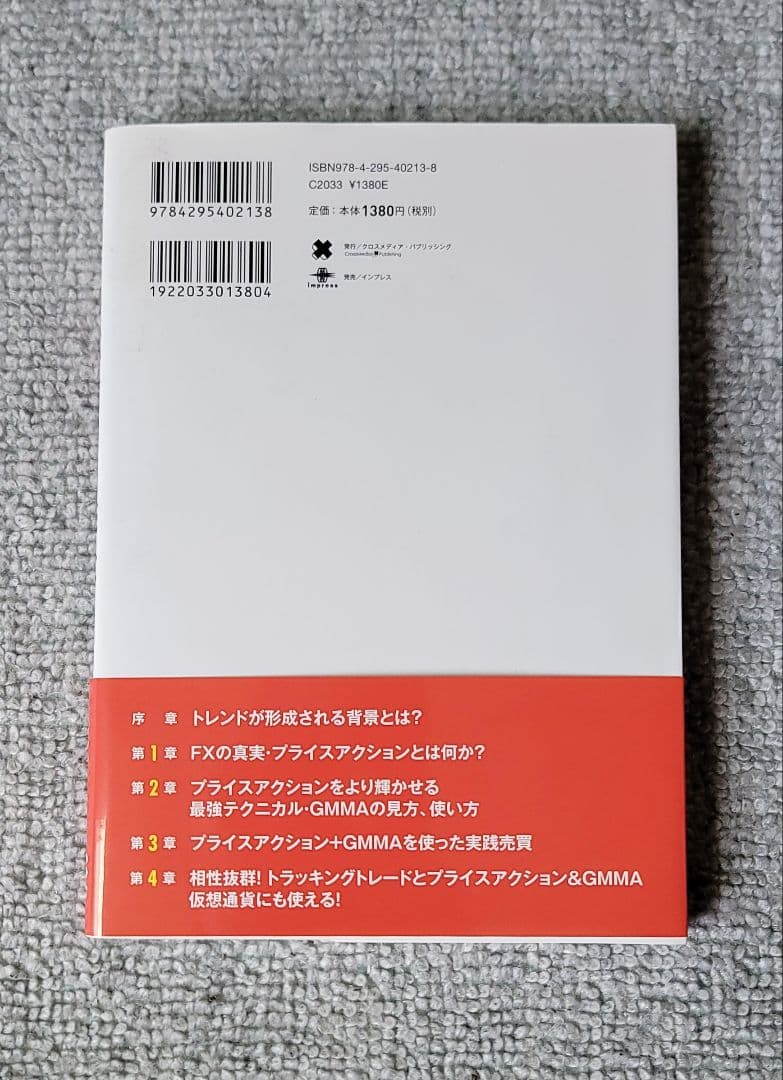 ISBN978-4-295-40213-8
C2033 ¥1380E
定価：本体1380円（税別）
9784295402138
1922033013804
発行／クロスメディア・パブリッシング
CrossMedia Publishing
impress
発売／インプレス
序 章 トレンドが形成される背景とは？
第1章 FXの真実・プライスアクションとは何か？
第2章 プライスアクションをより輝かせる
最強テクニカル・GMMAの見方、使い方
第3章 プライスアクション+GMMAを使った実践売買
第4章 相性抜群！トラッキングトレードとプライスアクション&GMMA
仮想通貨にも使える！